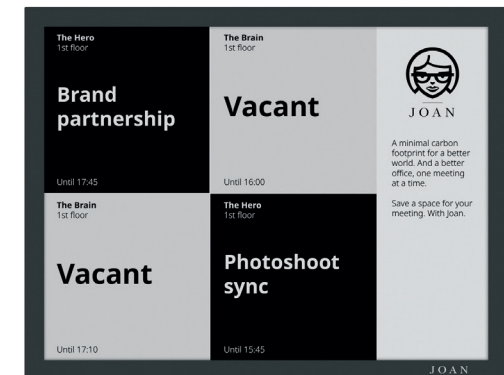 The Hero
1st floor
Brand
partnership
Until 17:45
The Brain
1st floor
Vacant
Until 16:00
The Brain
1st floor
Vacant
Until 17:10
The Hero
1st floor
Photoshoot
sync
Until 15:45
JOAN
A minimal carbon
footprint for a better
world. And a better
office, one meeting
at a time.
Save a space for your
meeting. With Joan.
JOAN